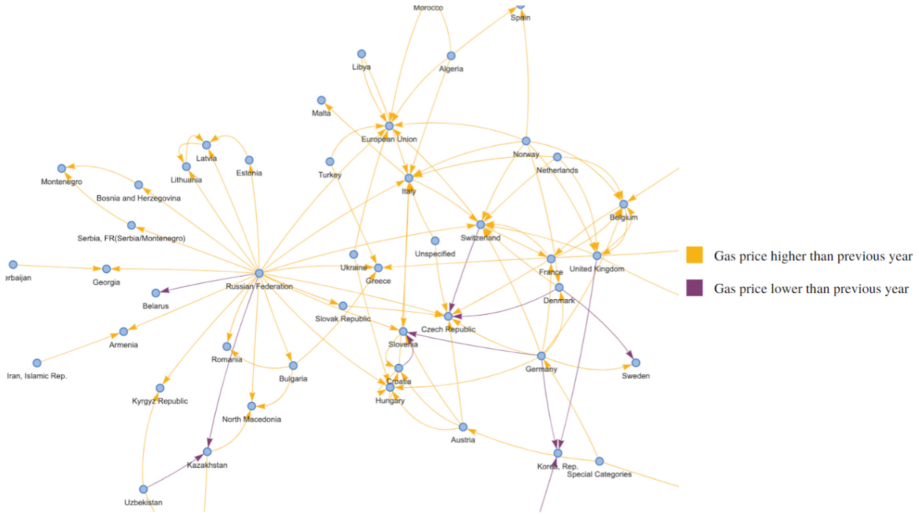 Morocco
Spain
Libya
Algeria
Malta
European Union
Norway
Latvia
Netherlands
Turkey
Estonia
Lithuania
Montenegro
Italy
Bosnia and Herzegovina
Belgium
Serbia, FR(Serbia/Montenegro)
Switzerland
Unspecified
Gas price higher than previous year
Ukraine
France
United Kingdom
erbaijan
Georgia
Greece
Russian Federation
Gas price lower than previous year
Belarus
Denmark
Slovak Republic
Czech Republic
Armenia
Slovenia
Romania
Germany
Iran, Islamic Rep.
Bulgaria
Croatia
Sweden
Kyrgyz Republic
Hungary
North Macedonia
Austria
Kazakhstan
Korea, Rep.
Special Categories
Uzbekistan